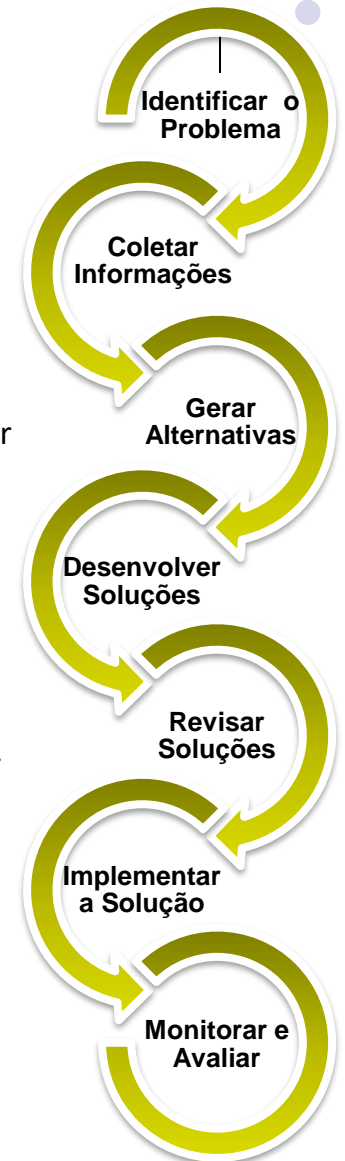 Identificar o
Problema
Coletar
Informações
Gerar
r
Alternativas
Desenvolver
Soluções
Revisar
Soluções
.
Implementar
a Solução
Monitorar e
Avaliar